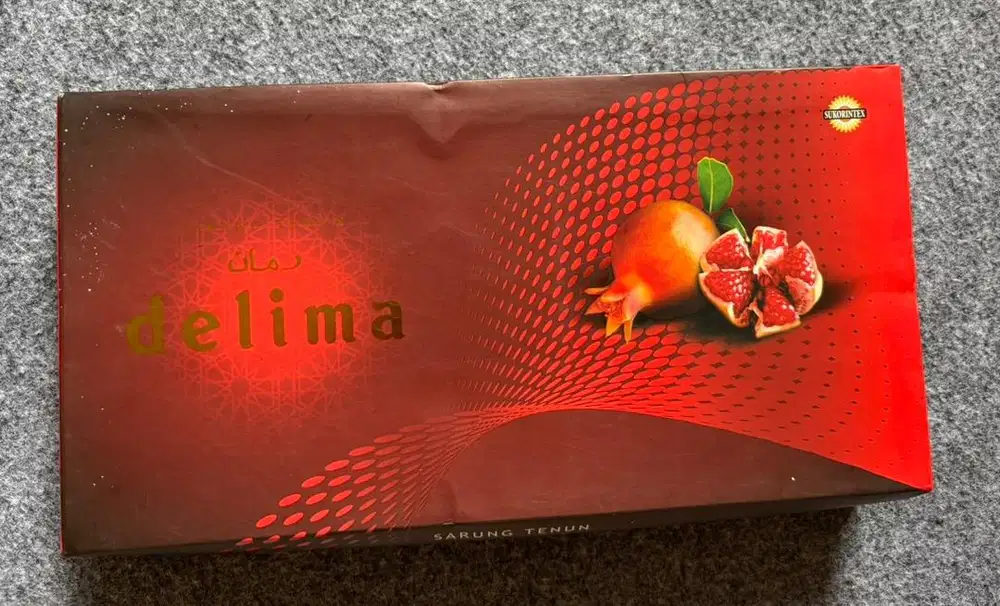 رمان
delima
SUKORINTEX
SARUNG TENUN